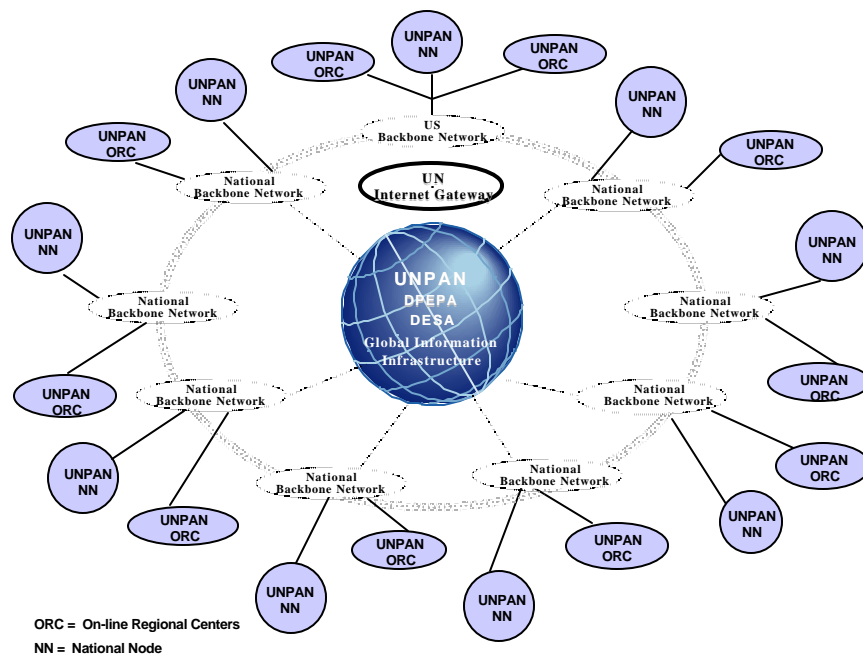 UNPAN
NN
UNPAN
ORC
UNPAN
ORC
UNPAN
NN
UNPAN
NN
UNPAN
ORC
UNPAN
ORC
US
Backbone Network
UN
Internet Gateway
National
Backbone Network
National
Backbone Network
UNPAN
NN
UNPAN
NN
UNPAN
DPEPA
DESA
Global Information
Infrastructure
National
Backbone Network
National
Backbone Network
UNPAN
ORC
UNPAN
ORC
National
Backbone Network
National
Backbone Network
UNPAN
NN
UNPAN
ORC
National
Backbone Network
National
Backbone Network
UNPAN
ORC
UNPAN
NN
UNPAN
ORC
UNPAN
ORC
UNPAN
NN
UNPAN
NN
ORC = On-line Regional Centers
NN = National Node